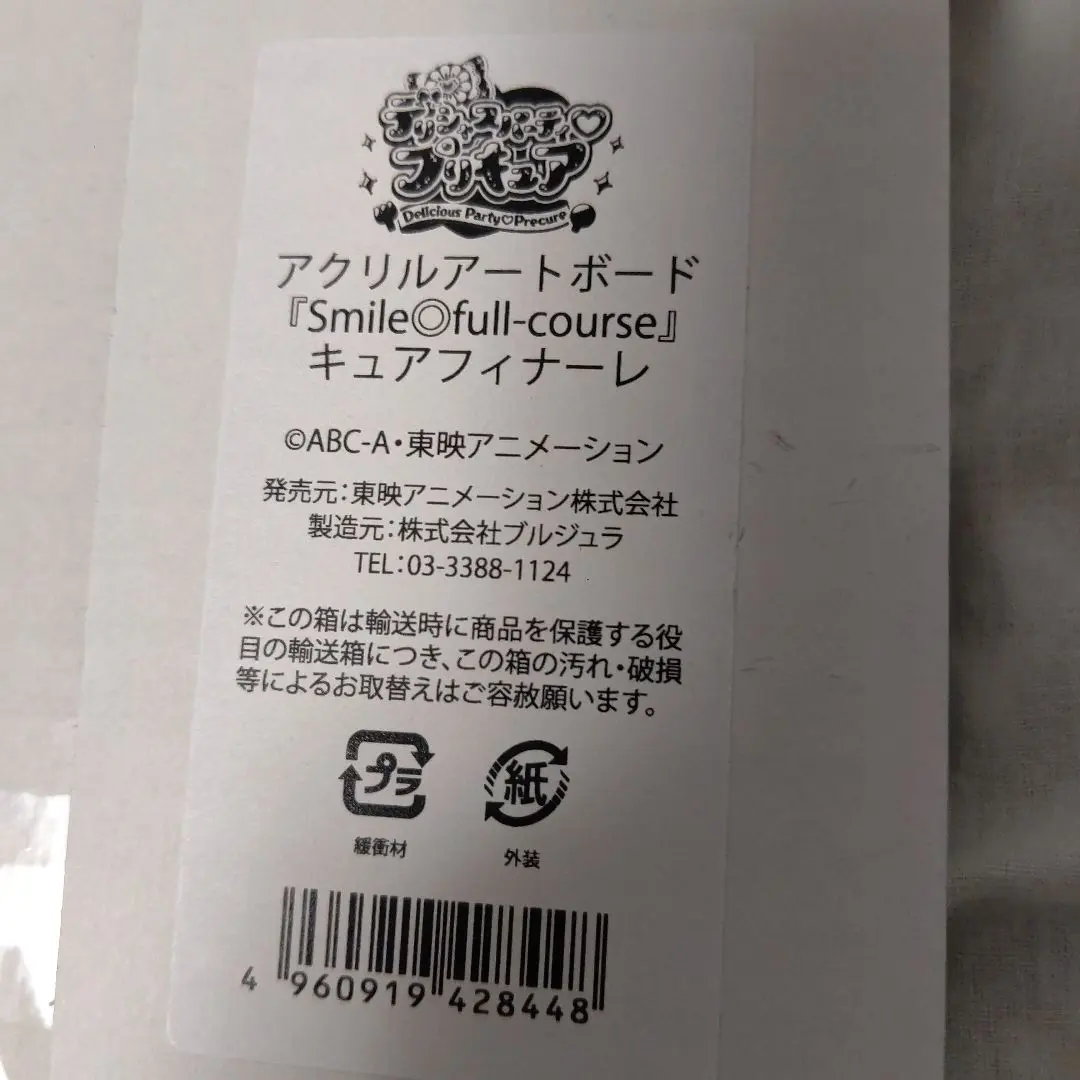 デリシャスパーティ♡
プリキュア
Delicious Party♡Precure
アクリルアートボード
『Smile◎full-course』
キュアフィナーレ
©ABC-A・東映アニメーション
発売元：東映アニメーション株式会社
製造元：株式会社ブルジュラ
TEL：03-3388-1124
※この箱は輸送時に商品を保護する役
目の輸送箱につき、この箱の汚れ・破損
等によるお取替えはご容赦願います。
プラ
紙
緩衝材
外装
4 960919 428448